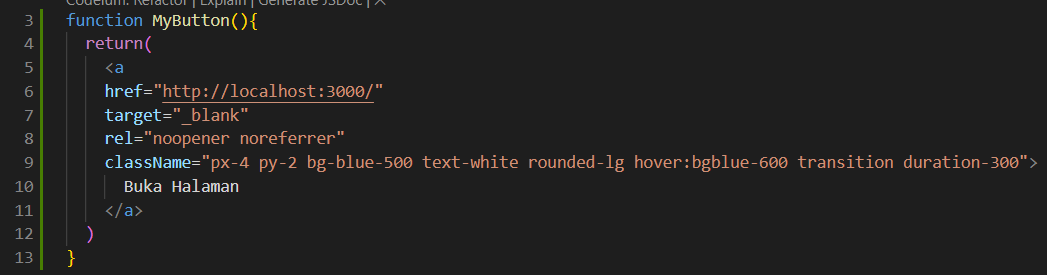 Codeium: Refactor | Explain | Generate JSDoc | X
3 function MyButton(){
4 return(
5 <a
6 href="http://localhost:3000/"
7 target="_blank"
8 rel="noopener noreferrer"
9 className="px-4 py-2 bg-blue-500 text-white rounded-lg hover:bgblue-600 transition duration-300">
10 Buka Halaman
11 </a>
12 )
13 }